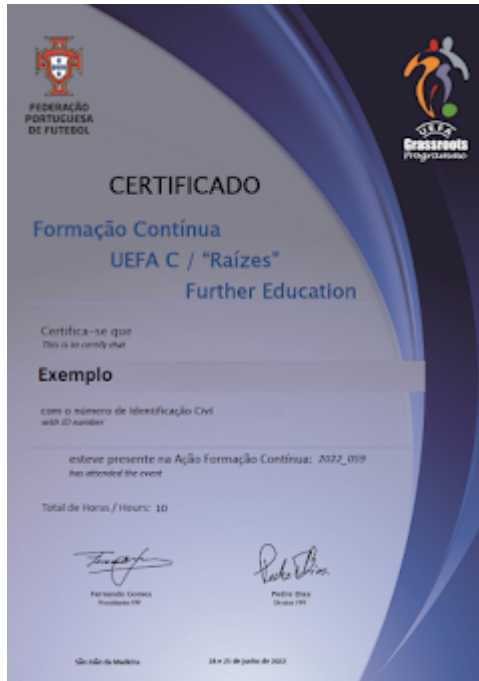 FEDERAÇÃO
PORTUGUESA
DE FUTEBOL
UEFA
Grassroots
Programme
CERTIFICADO
Formação Contínua
UEFA C / "Raízes"
Further Education
Certifica-se que
This is to certify that
Exemplo
com o número de Identificação Civil
with ID number
esteve presente na Ação Formação Contínua: 2022_059
has attended the event
Total de Horas / Hours: 10
Pedro Dias.
Fernando Gomes
Presidente FPF
Pedro Dias
Diretor FPF
São João da Madeira
24 e 25 de junho de 2022